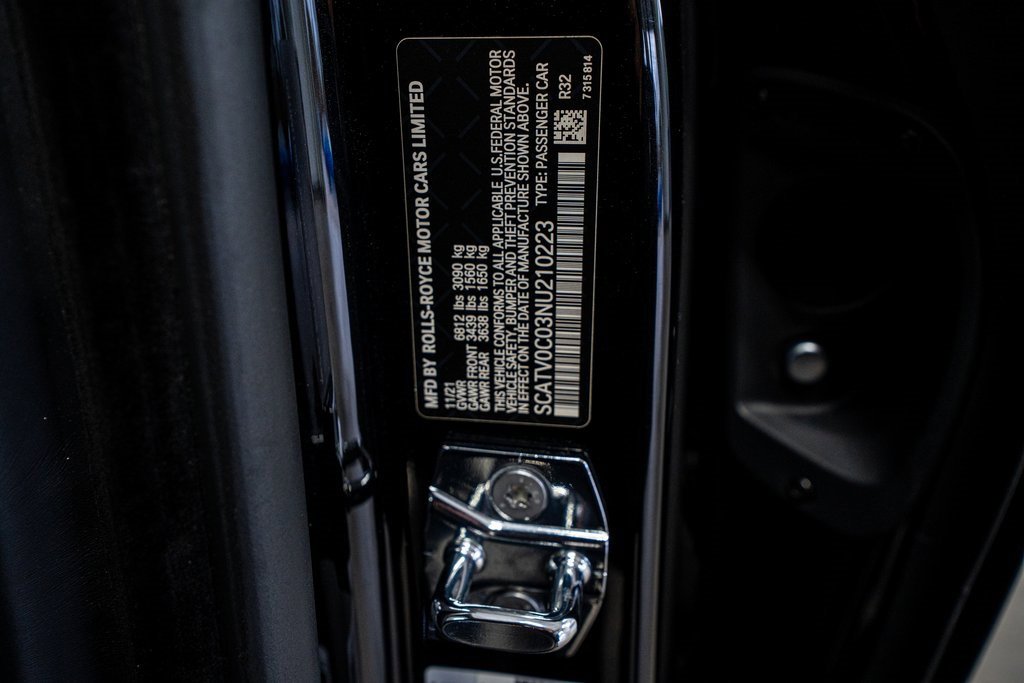 MFD BY ROLLS-ROYCE MOTOR CARS LIMITED
11/21
GVWR 6812 lbs 3090 kg
GAWR FRONT 3439 lbs 1560 kg
GAWR REAR 3638 lbs 1650 kg
THIS VEHICLE CONFORMS TO ALL APPLICABLE U.S.FEDERAL MOTOR
VEHICLE SAFETY, BUMPER AND THEFT PREVENTION STANDARDS
IN EFFECT ON THE DATE OF MANUFACTURE SHOWN ABOVE.
SCATV0C03NU210223 TYPE: PASSENGER CAR
R32
7315814